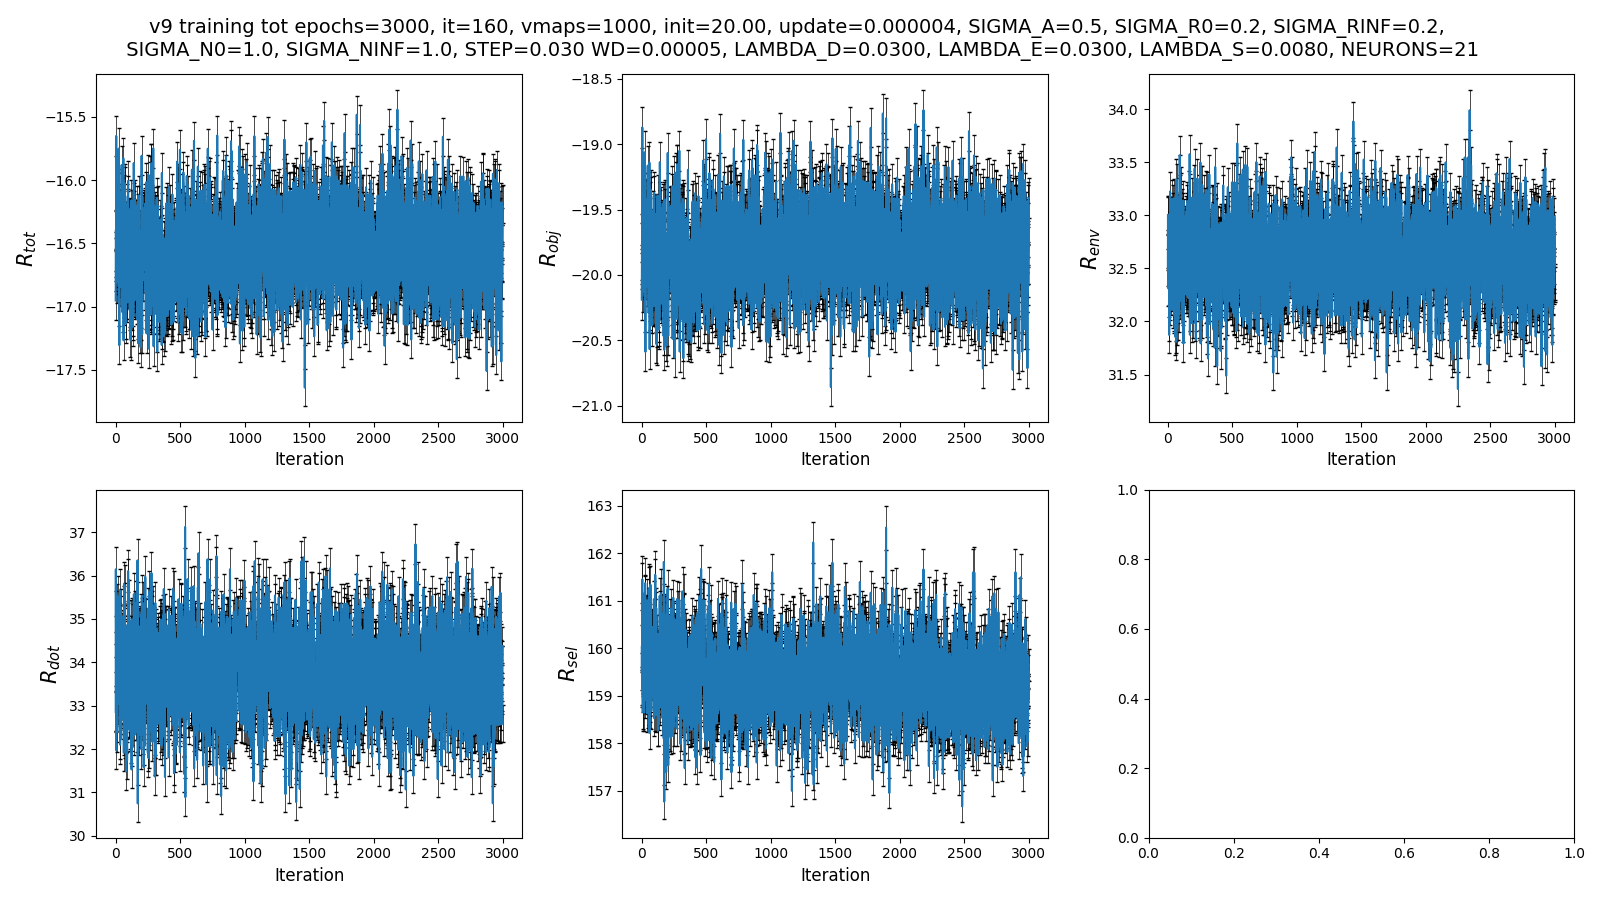 v9 training tot epochs=3000, it=160, vmaps=1000, init=20.00, update=0.000004, SIGMA_A=0.5, SIGMA_R0=0.2, SIGMA_RINF=0.2,
SIGMA_N0=1.0, SIGMA_NINF=1.0, STEP=0.030 WD=0.00005, LAMBDA_D=0.0300, LAMBDA_E=0.0300, LAMBDA_S=0.0080, NEURONS=21
R_tot
−15.5
−16.0
−16.5
−17.0
−17.5
0 500 1000 1500 2000 2500 3000
Iteration
R_obj
−18.5
−19.0
−19.5
−20.0
−20.5
−21.0
0 500 1000 1500 2000 2500 3000
Iteration
R_env
34.0
33.5
33.0
32.5
32.0
31.5
0 500 1000 1500 2000 2500 3000
Iteration
R_dot
37
36
35
34
33
32
31
30
0 500 1000 1500 2000 2500 3000
Iteration
R_sel
163
162
161
160
159
158
157
0 500 1000 1500 2000 2500 3000
Iteration
1.0
0.8
0.6
0.4
0.2
0.0
0.0 0.2 0.4 0.6 0.8 1.0